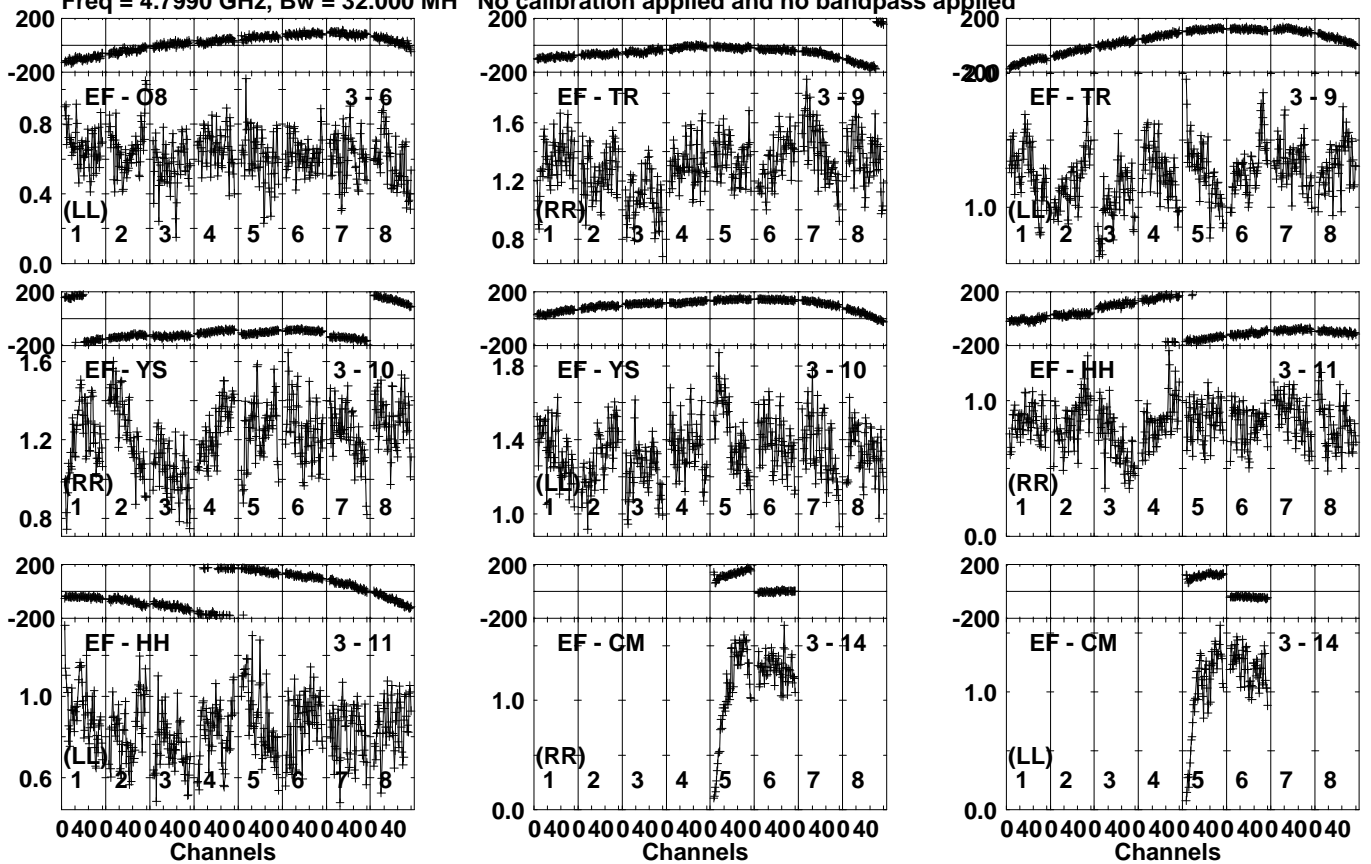 Freq = 4.7990 GHz, Bw = 32.000 MH No calibration applied and no bandpass applied
200 200 200
-200 -200 -200 2.0
EF - O8 3 - 6 EF - TR 3 - 9 EF - TR 3 - 9
0.8 1.6
0.4 1.2 1.0
(LL) (RR) (LL)
1 2 3 4 5 6 7 8 1 2 3 4 5 6 7 8 1 2 3 4 5 6 7 8
0.0 0.8
200 200 200
-200 -200 -200
1.6 1.8
EF - YS 3 - 10 EF - YS 3 - 10 EF - HH 3 - 11
1.2 1.4 1.0
(RR) (LL) (RR)
1 2 3 4 5 6 7 8 1 2 3 4 5 6 7 8 1 2 3 4 5 6 7 8
0.8 1.0 0.0
200 200 200
-200 -200 -200
EF - HH 3 - 11 EF - CM 3 - 14 EF - CM 3 - 14
1.0 1.0 1.0
(LL) (RR) (LL)
0.6 1 2 3 4 5 6 7 8 1 2 3 4 5 6 7 8 1 2 3 4 5 6 7 8
0.0 0.0
0 40 0 40 0 40 0 40 0 40 0 40 0 40 0 40 0 40 0 40 0 40 0 40 0 40 0 40 0 40 0 40 0 40 0 40 0 40 0 40 0 40 0 40 0 40 0 40
Channels Channels Channels